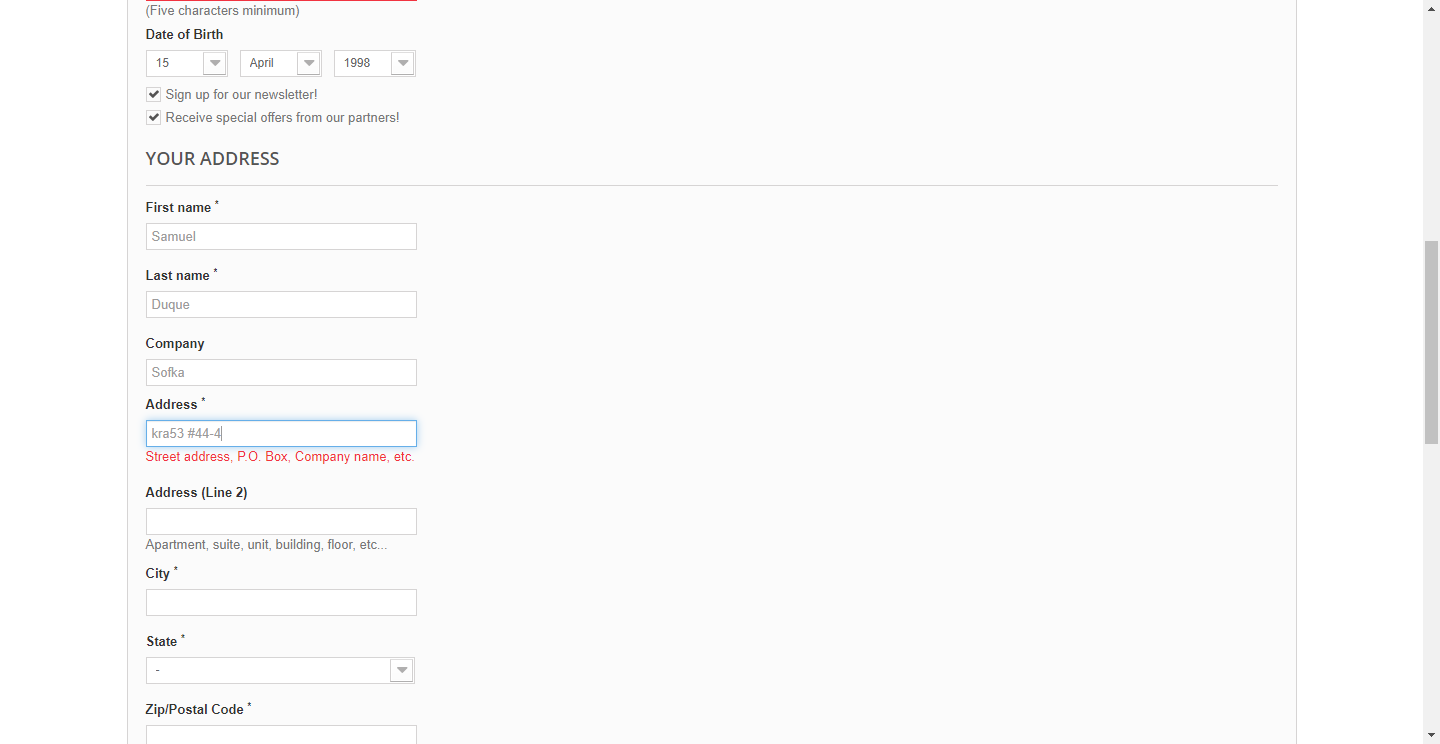 (Five characters minimum)
Date of Birth
15 April 1998
Sign up for our newsletter!
Receive special offers from our partners!
YOUR ADDRESS
First name *
Samuel
Last name *
Duque
Company
Sofka
Address *
kra53 #44-4
Street address, P.O. Box, Company name, etc.
Address (Line 2)
Apartment, suite, unit, building, floor, etc...
City *
State *
-
Zip/Postal Code *